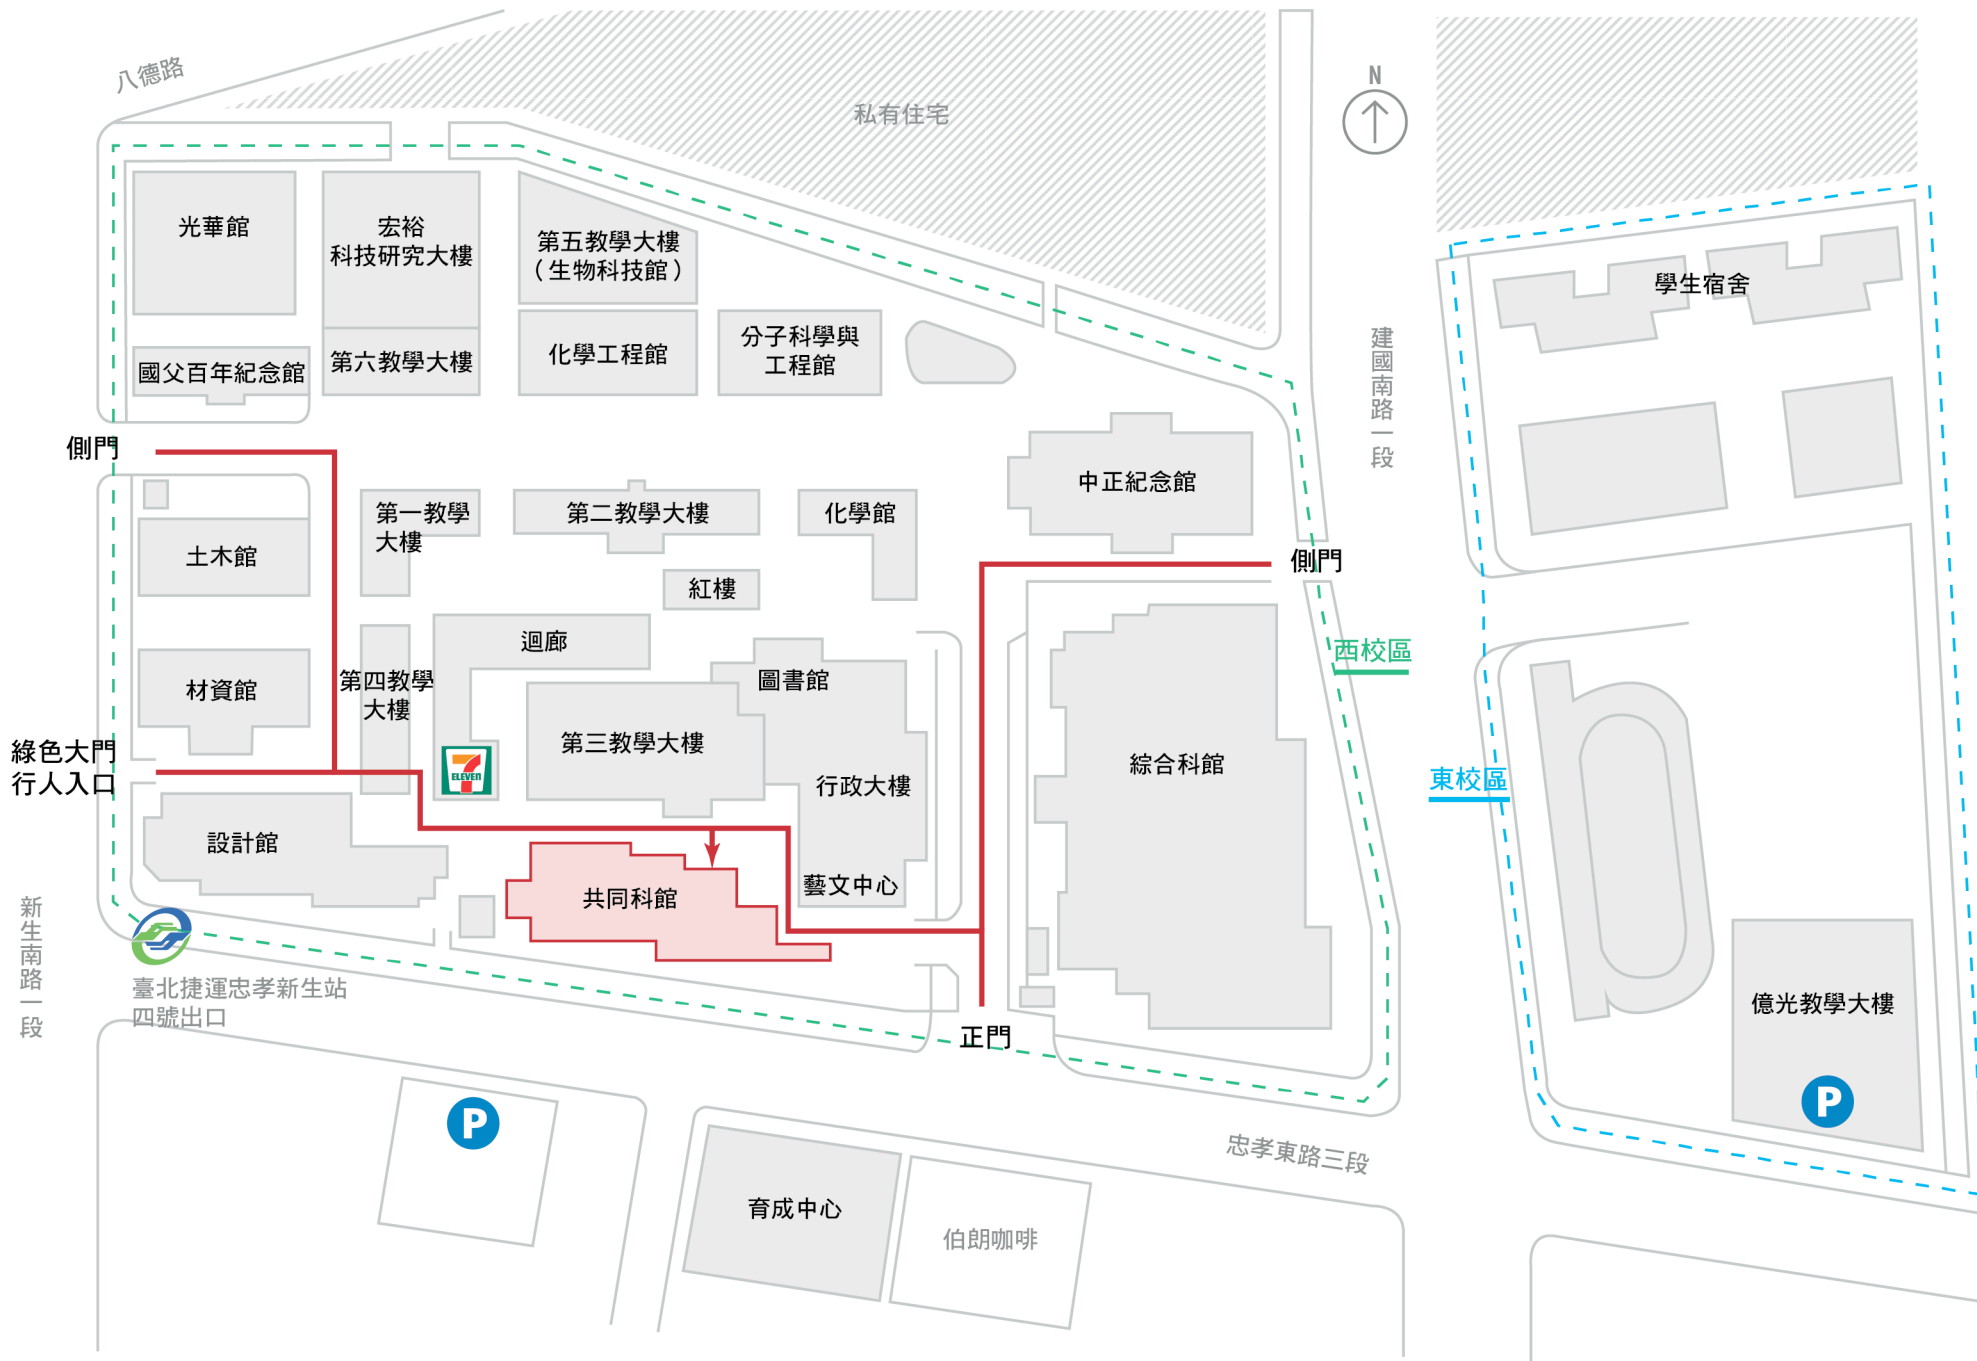 八德路
私有住宅
N
光華館
宏裕
科技研究大樓
第五教學大樓
（生物科技館）
學生宿舍
分子科學與
工程館
化學工程館
第六教學大樓
國父百年紀念館
建國南路一段
側門
中正紀念館
第一教學
大樓
第二教學大樓
化學館
土木館
側門
紅樓
迴廊
西校區
材資館
第四教學
大樓
圖書館
第三教學大樓
綠色大門
行人入口
7
ELEVEn
行政大樓
綜合科館
東校區
設計館
共同科館
藝文中心
新生南路一段
臺北捷運忠孝新生站
四號出口
正門
億光教學大樓
P
P
忠孝東路三段
育成中心
伯朗咖啡